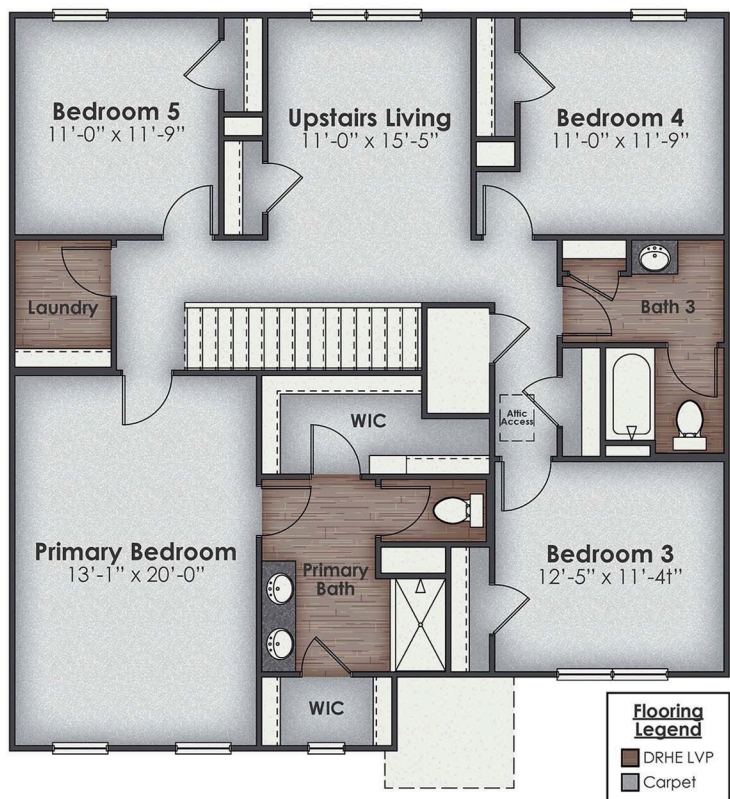 Bedroom 5
11'-0" x 11'-9"
Upstairs Living
11'-0" x 15'-5"
Bedroom 4
11'-0" x 11'-9"
Laundry
Bath 3
WIC
Attic
Access
Primary Bedroom
13'-1" x 20'-0"
Primary
Bath
Bedroom 3
12'-5" x 11'-4t"
WIC
Flooring
Legend
DRHE LVP
Carpet